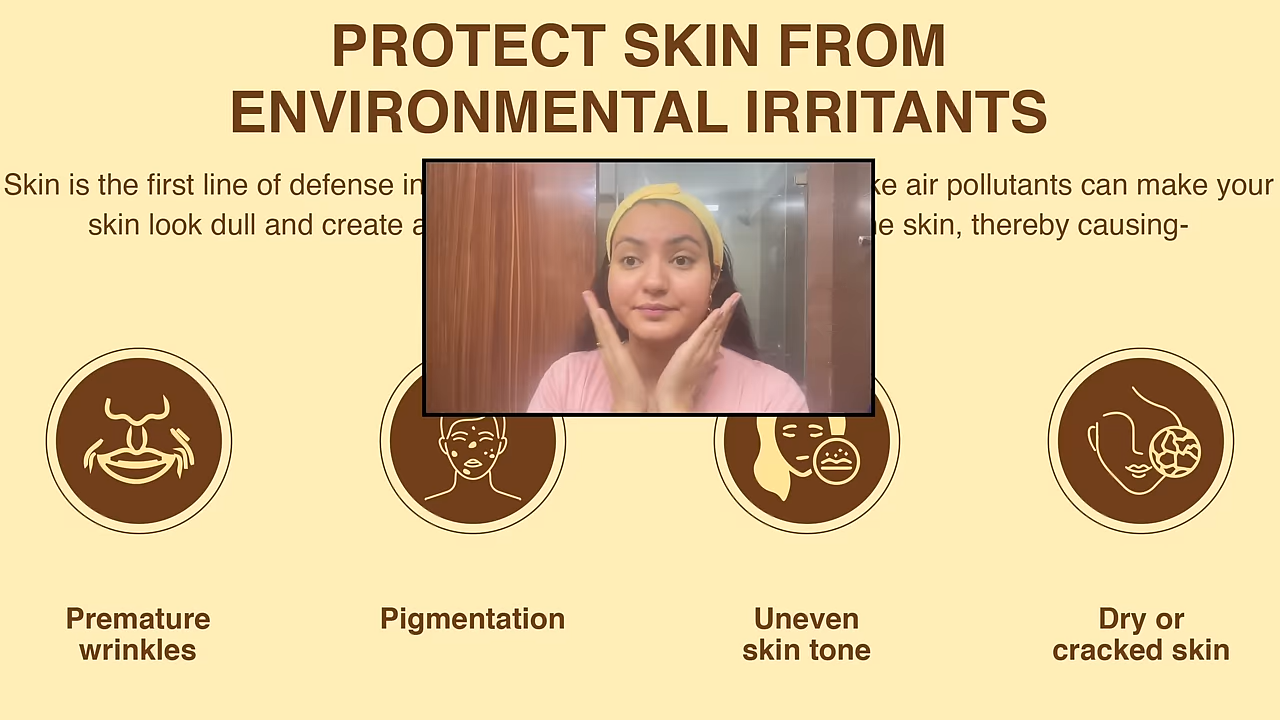 PROTECT SKIN FROM
ENVIRONMENTAL IRRITANTS
Skin is the first line of defense in air pollutants can make your
skin look dull and create skin, thereby causing-
Premature
wrinkles
Pigmentation
Uneven
skin tone
Dry or
cracked skin